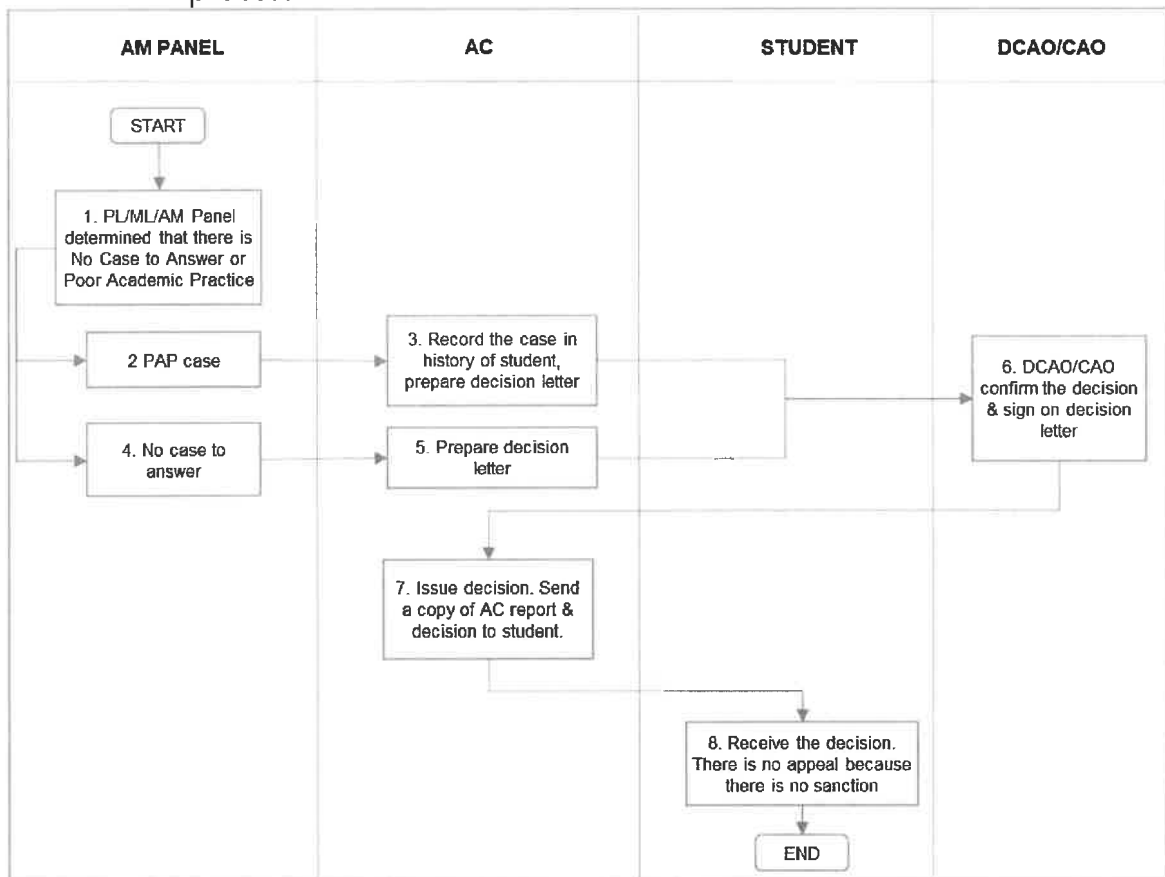 AM PANEL
AC
STUDENT
DCAO/CAO
START
1. PL/ML/AM Panel
determined that there is
No Case to Answer or
Poor Academic Practice
2 PAP case
3. Record the case in
history of student,
prepare decision letter
4. No case to
answer
5. Prepare decision
letter
6. DCAO/CAO
confirm the decision
& sign on decision
letter
7. Issue decision. Send
a copy of AC report &
decision to student.
8. Receive the decision.
There is no appeal because
there is no sanction
END